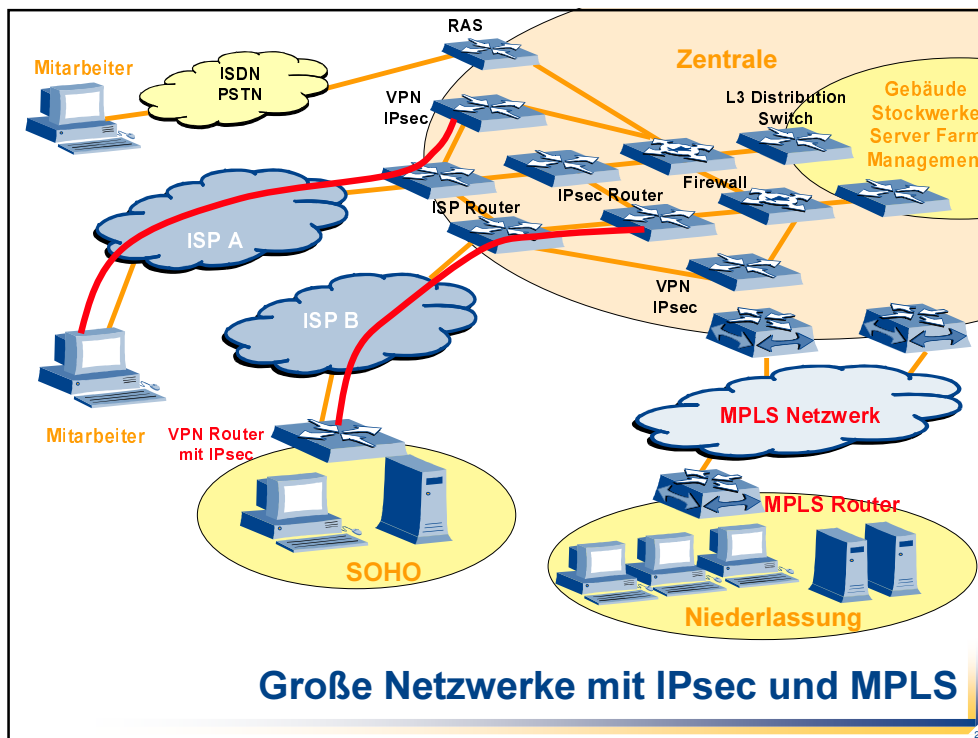 RAS
Zentrale
Mitarbeiter
ISDN
PSTN
VPN
IPsec
L3 Distribution
Switch
Gebäude
Stockwerke
Server Farm
Management
Firewall
IPsec Router
ISP Router
ISP A
VPN
IPsec
ISP B
MPLS Netzwerk
Mitarbeiter
VPN Router
mit IPsec
MPLS Router
SOHO
Niederlassung
Große Netzwerke mit IPsec und MPLS